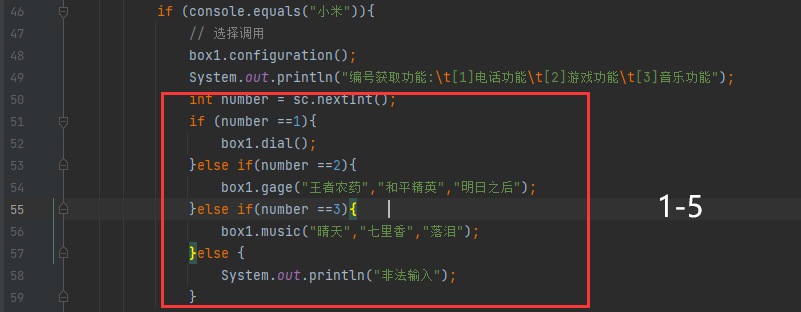 46 if (console.equals("小米")){
47 // 选择调用
48 box1.configuration();
49 System.out.println("编号获取功能:\t[1]电话功能\t[2]游戏功能\t[3]音乐功能");
50 int number = sc.nextInt();
51 if (number ==1){
52 box1.dial();
53 }else if(number ==2){
54 box1.gage("王者农药","和平精英","明日之后");
55 }else if(number ==3){
1-5
56 box1.music("晴天","七里香","落泪");
57 }else {
58 System.out.println("非法输入");
59 }